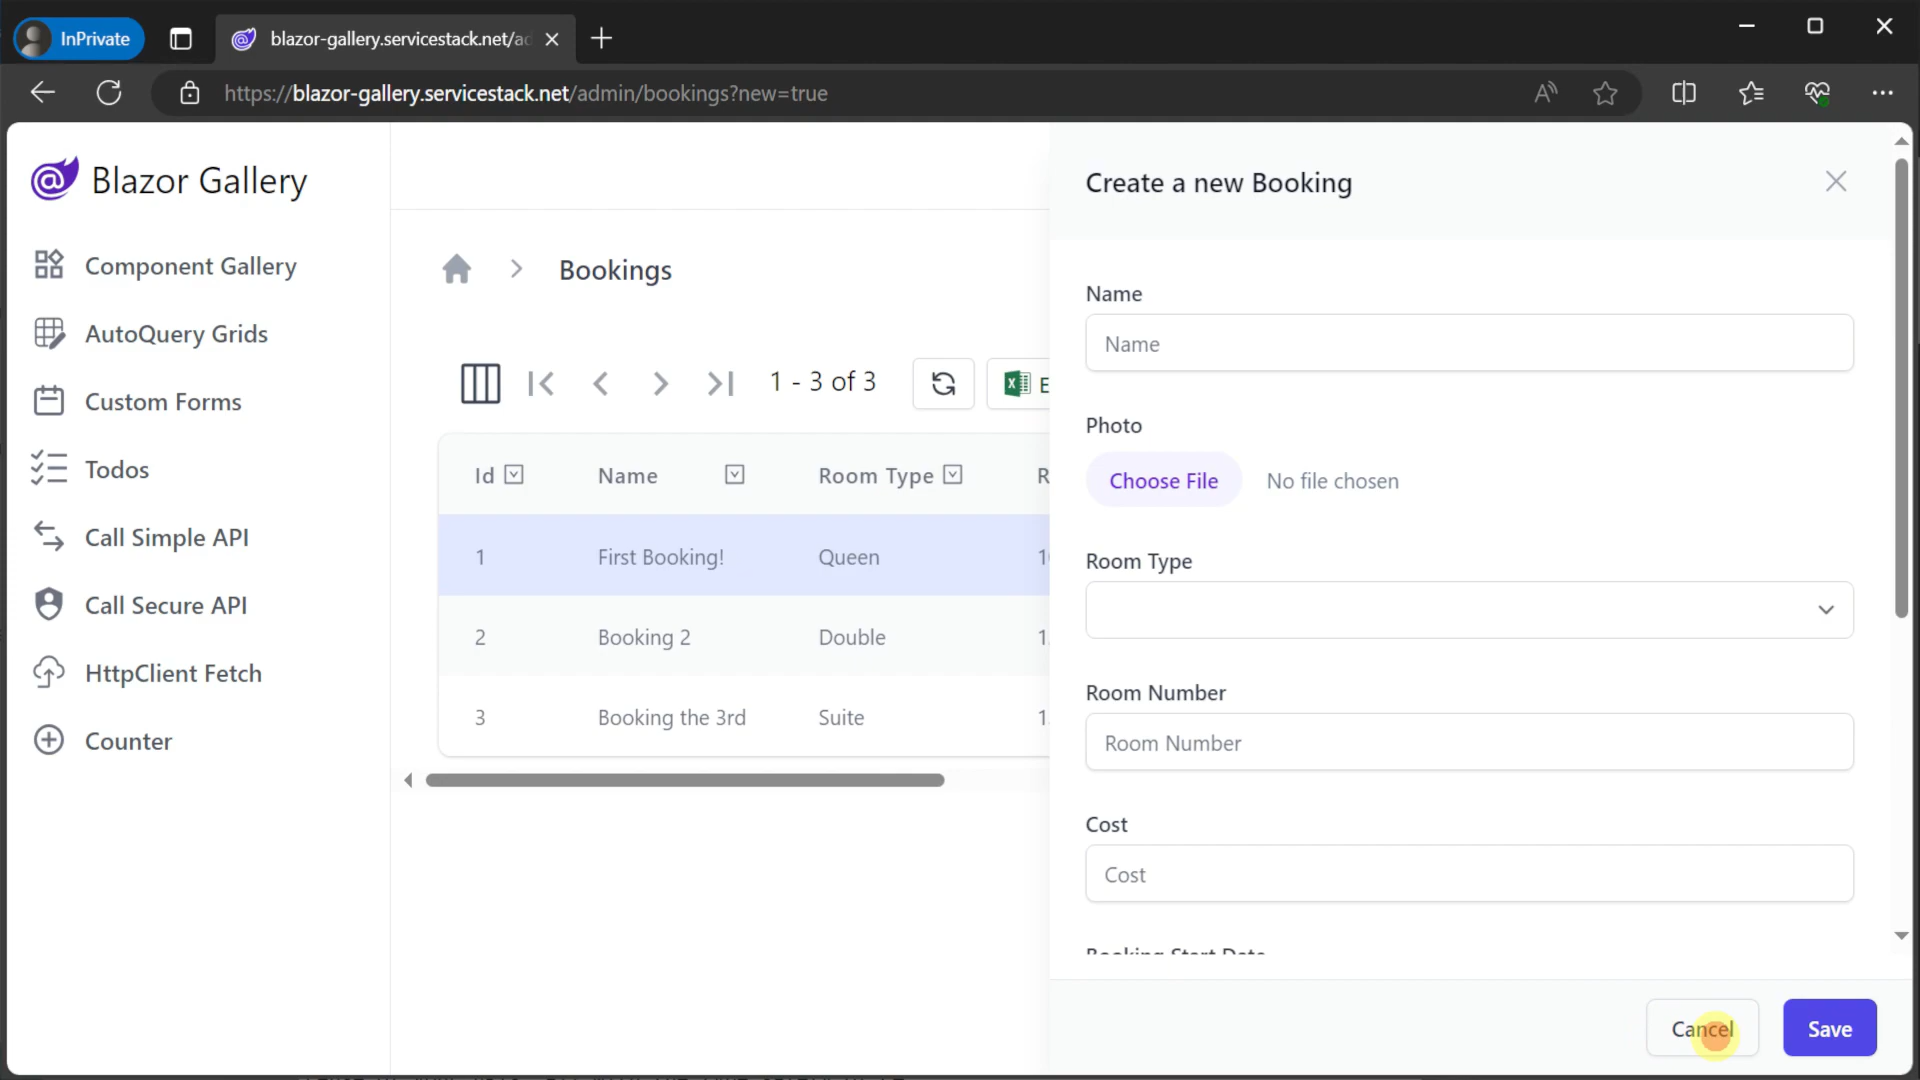 InPrivate
blazor-gallery.servicestack.net/ad
https://blazor-gallery.servicestack.net/admin/bookings?new=true
Blazor Gallery
Component Gallery
AutoQuery Grids
Custom Forms
Todos
Call Simple API
Call Secure API
HttpClient Fetch
Counter
Bookings
1 - 3 of 3
E
Id Name Room Type R
1 First Booking! Queen 1
2 Booking 2 Double 1
3 Booking the 3rd Suite 1
Create a new Booking
Name
Name
Photo
Choose File No file chosen
Room Type
Room Number
Room Number
Cost
Cost
Booking Start Date
Cancel Save